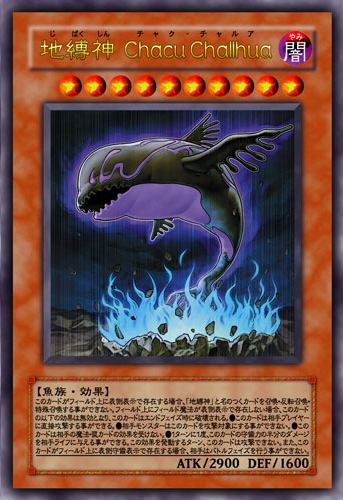 じ ばく しん チャク・チャルア
地縛神 Chacu Challhua
やみ
闇
【魚族・効果】
このカードがフィールド上に表側表示で存在する場合、「地縛神」と名のつくカードを召喚・反転召喚・
特殊召喚する事ができない。フィールド上にフィールド魔法が表側表示で存在しない場合、このカード
の以下の効果は無効となり、このカードはエンドフェイズ時に破壊される。●このカードは相手プレイヤー
に直接攻撃する事ができる。●相手モンスターはこのカードを攻撃対象にする事ができない。●この
カードは相手の魔法・罠カードの効果を受けない。●1ターンに1度、このカードの守備力の半分のダメージ
を相手ライフに与える事ができる。この効果を発動するターン、このカードは攻撃できない。また、この
カードがフィールド上に表側守備表示で存在する場合、相手はバトルフェイズを行う事ができない。
ATK/2900 DEF/1600